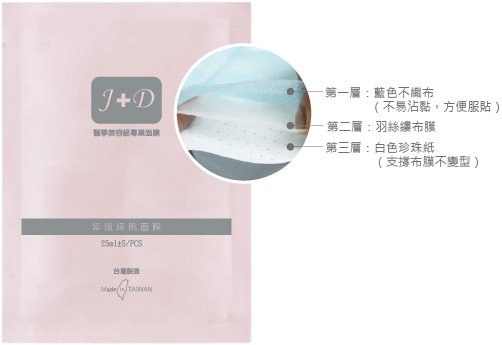 J+D
醫學美容級專業面膜
25ml±5/PCS
台灣製造
Made in TAIWAN
第一層：藍色不織布
（不易沾黏，方便服貼）
第二層：羽絲縷布膜
第三層：白色珍珠紙
（支撐布膜不變型）